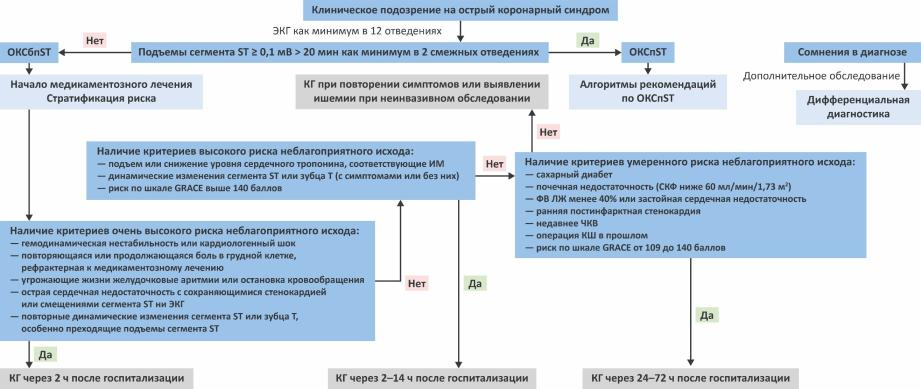 Клиническое подозрение на острый коронарный синдром
ЭКГ как минимум в 12 отведениях
Нет
Да
ОКСбпST
Подъемы сегмента ST ≥ 0,1 мВ > 20 мин как минимум в 2 смежных отведениях
ОКСпST
Сомнения в диагнозе
Дополнительное обследование
Начало медикаментозного лечения
Стратификация риска
КГ при повторении симптомов или выявлении
ишемии при неинвазивном обследовании
Алгоритмы рекомендаций
по ОКСпST
Дифференциальная
диагностика
Нет
Наличие критериев высокого риска неблагоприятного исхода:
— подъем или снижение уровня сердечного тропонина, соответствующие ИМ
— динамические изменения сегмента ST или зубца T (с симптомами или без них)
— риск по шкале GRACE выше 140 баллов
Нет
Наличие критериев умеренного риска неблагоприятного исхода:
— сахарный диабет
— почечная недостаточность (СКФ ниже 60 мл/мин/1,73 м²)
— ФВ ЛЖ менее 40% или застойная сердечная недостаточность
— ранняя постинфарктная стенокардия
— недавнее ЧКВ
— операция КШ в прошлом
— риск по шкале GRACE от 109 до 140 баллов
Наличие критериев очень высокого риска неблагоприятного исхода:
— гемодинамическая нестабильность или кардиологенный шок
— повторяющаяся или продолжающаяся боль в грудной клетке,
рефрактерная к медикаментозному лечению
— угрожающие жизни желудочковые аритмии или остановка кровообращения
— острая сердечная недостаточность с сохраняющимися стенокардией
или смещениями сегмента ST ни ЭКГ
— повторные динамические изменения сегмента ST или зубца T,
особенно преходящие подъемы сегмента ST
Нет
Да
Да
Да
КГ через 2 ч после госпитализации
КГ через 2–14 ч после госпитализации
КГ через 24–72 ч после госпитализации